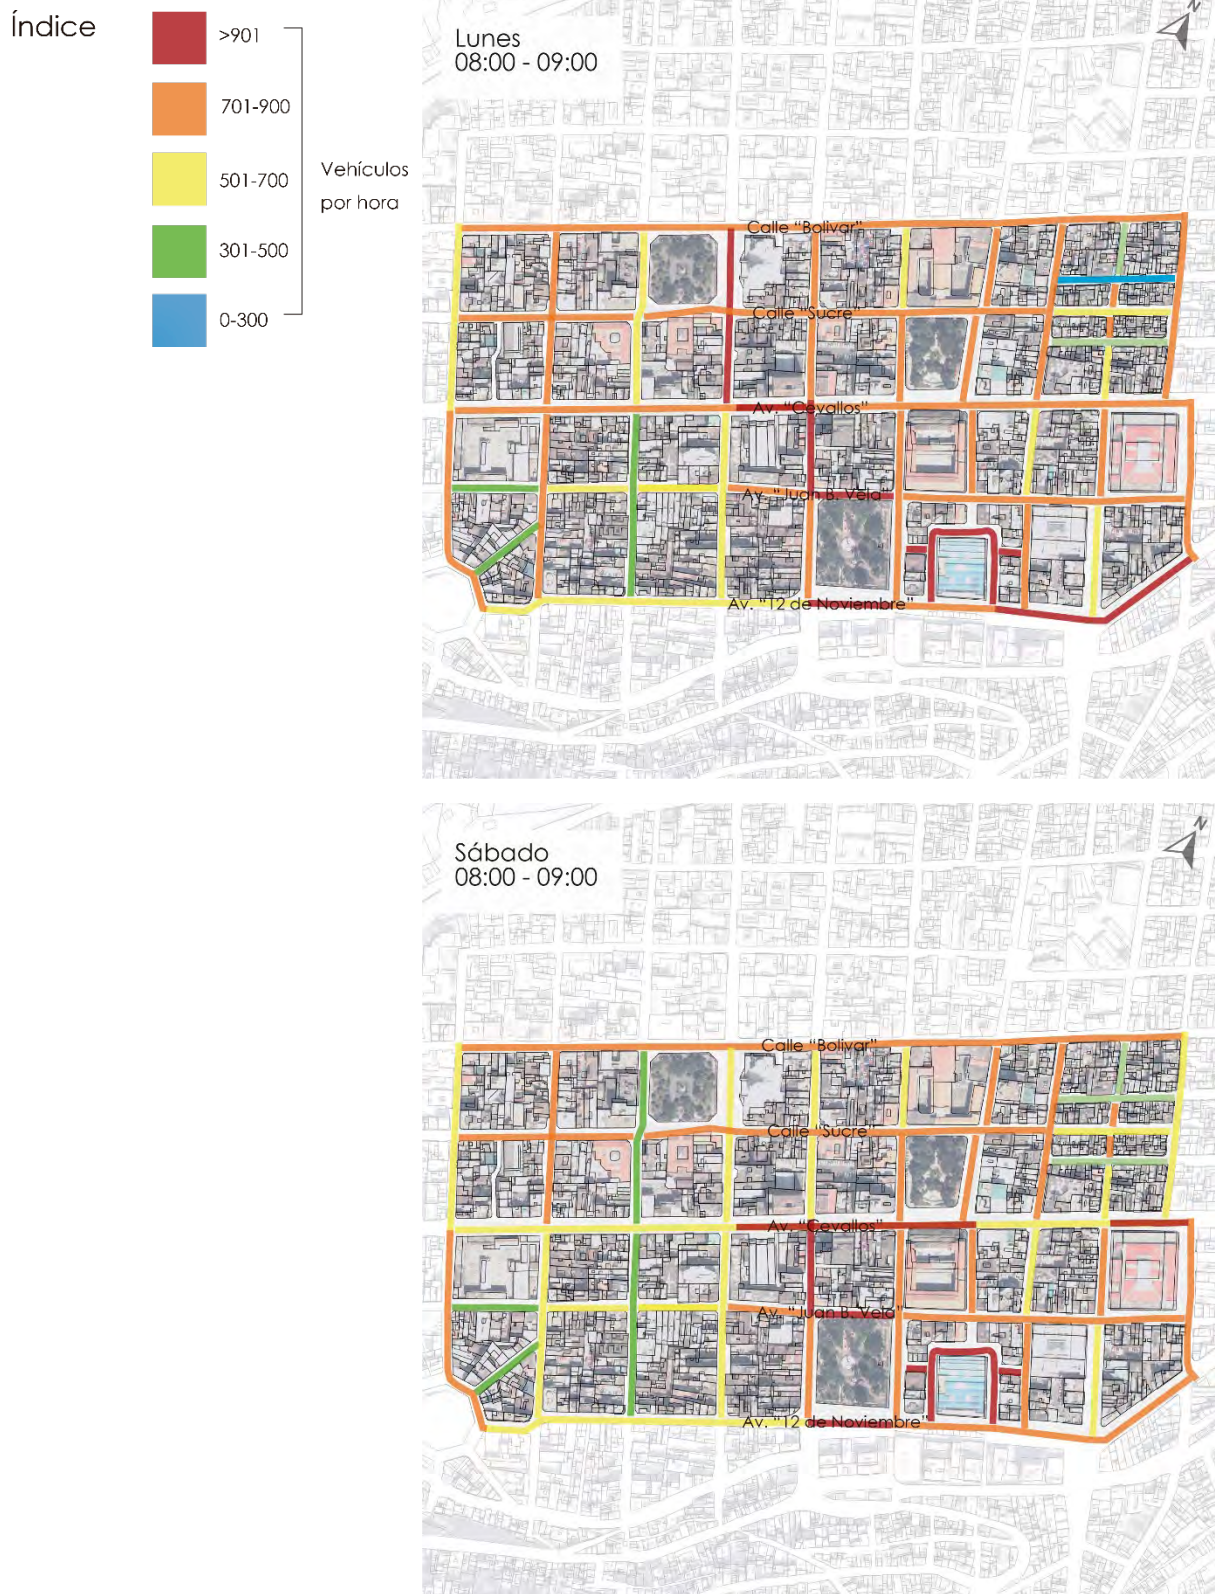 Índice
>901
701-900
501-700
301-500
0-300
Vehículos
por hora
Lunes
08:00 - 09:00
N
Calle "Bolivar"
Calle "Sucre"
Av. "Cevallos"
Av. "Juan B. Vela"
Av. "12 de Noviembre"
Sábado
08:00 - 09:00
N
Calle "Bolivar"
Calle "Sucre"
Av. "Cevallos"
Av. "Juan B. Vela"
Av. "12 de Noviembre"